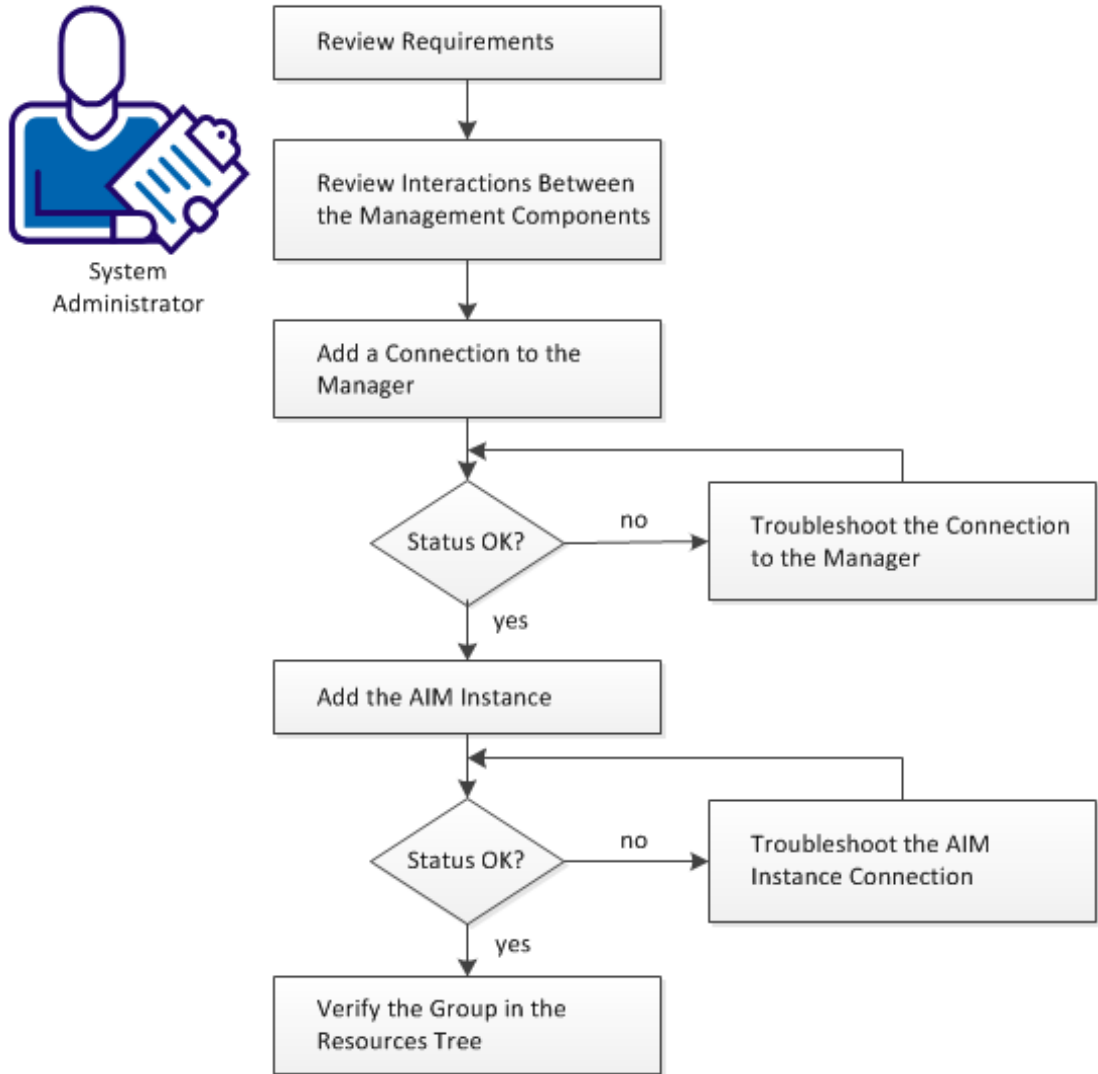 Review Requirements
Review Interactions Between
the Management Components
System
Administrator
Add a Connection to the
Manager
Status OK?
no
Troubleshoot the Connection
to the Manager
yes
Add the AIM Instance
Status OK?
no
Troubleshoot the AIM
Instance Connection
yes
Verify the Group in the
Resources Tree